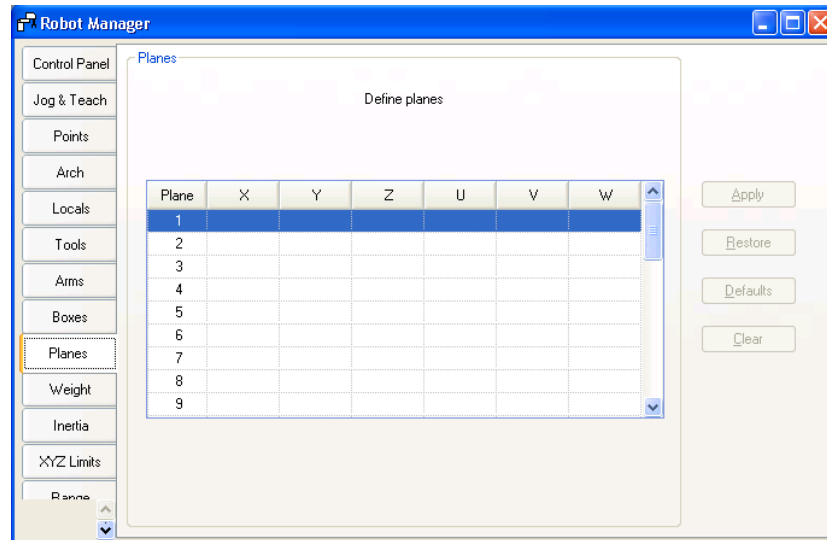 Robot Manager
Control Panel
Jog & Teach
Points
Arch
Locals
Tools
Arms
Boxes
Planes
Weight
Inertia
XYZ Limits
Range
Planes
Define planes
Plane X Y Z U V W
1
2
3
4
5
6
7
8
9
Apply
Restore
Defaults
Clear